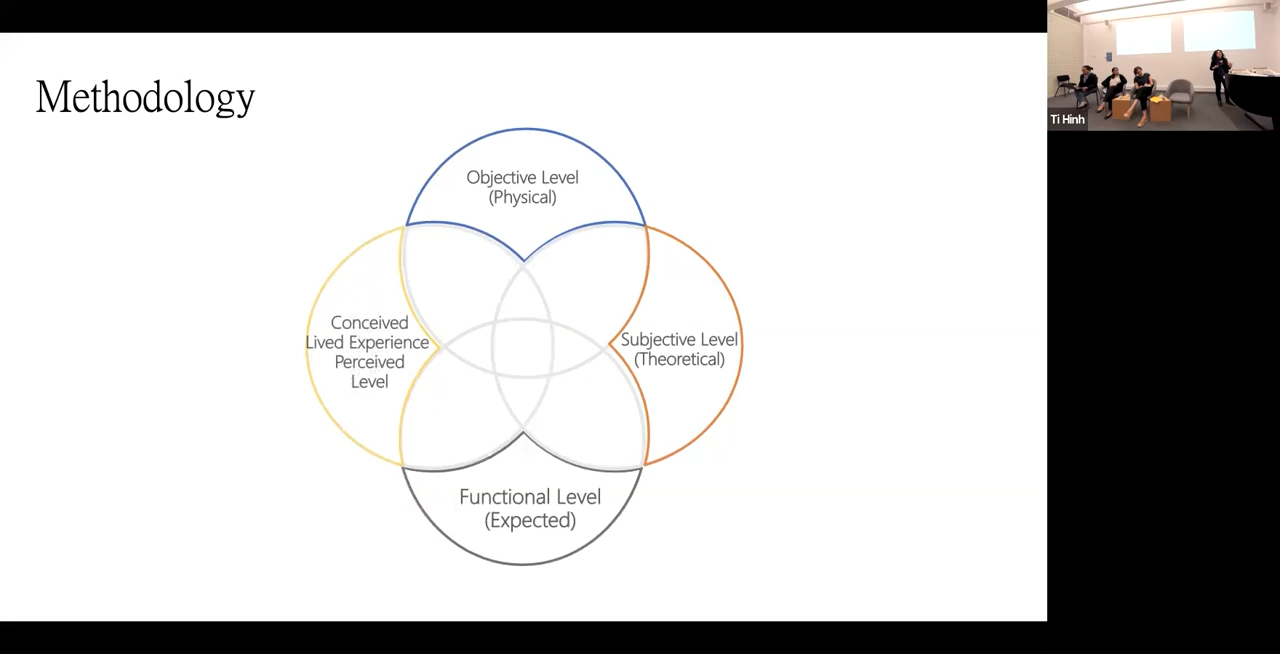 Methodology
Objective Level
(Physical)
Conceived
Lived Experience
Perceived
Level
Subjective Level
(Theoretical)
Functional Level
(Expected)
Ti Hinh